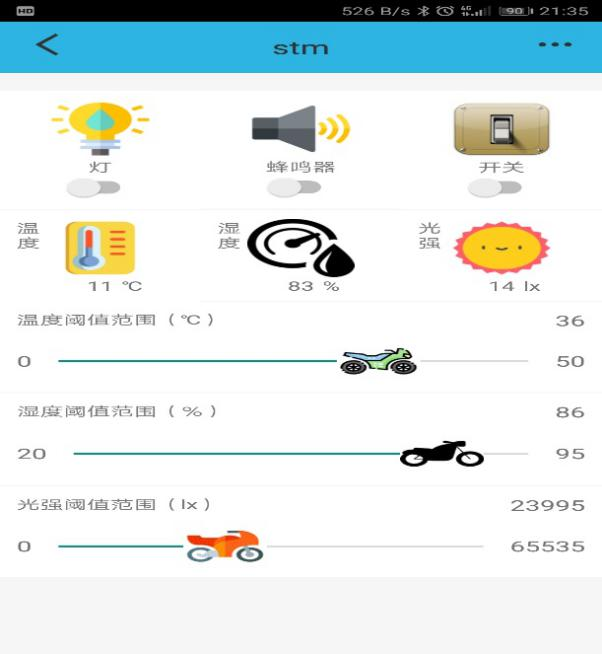 HD 526 B/s 4G 90 21:35
stm
灯 蜂鸣器 开关
温度 湿度 光强
11 ℃ 83 % 14 lx
温度阈值范围（℃） 36
0 50
湿度阈值范围（%） 86
20 95
光强阈值范围（lx） 23995
0 65535